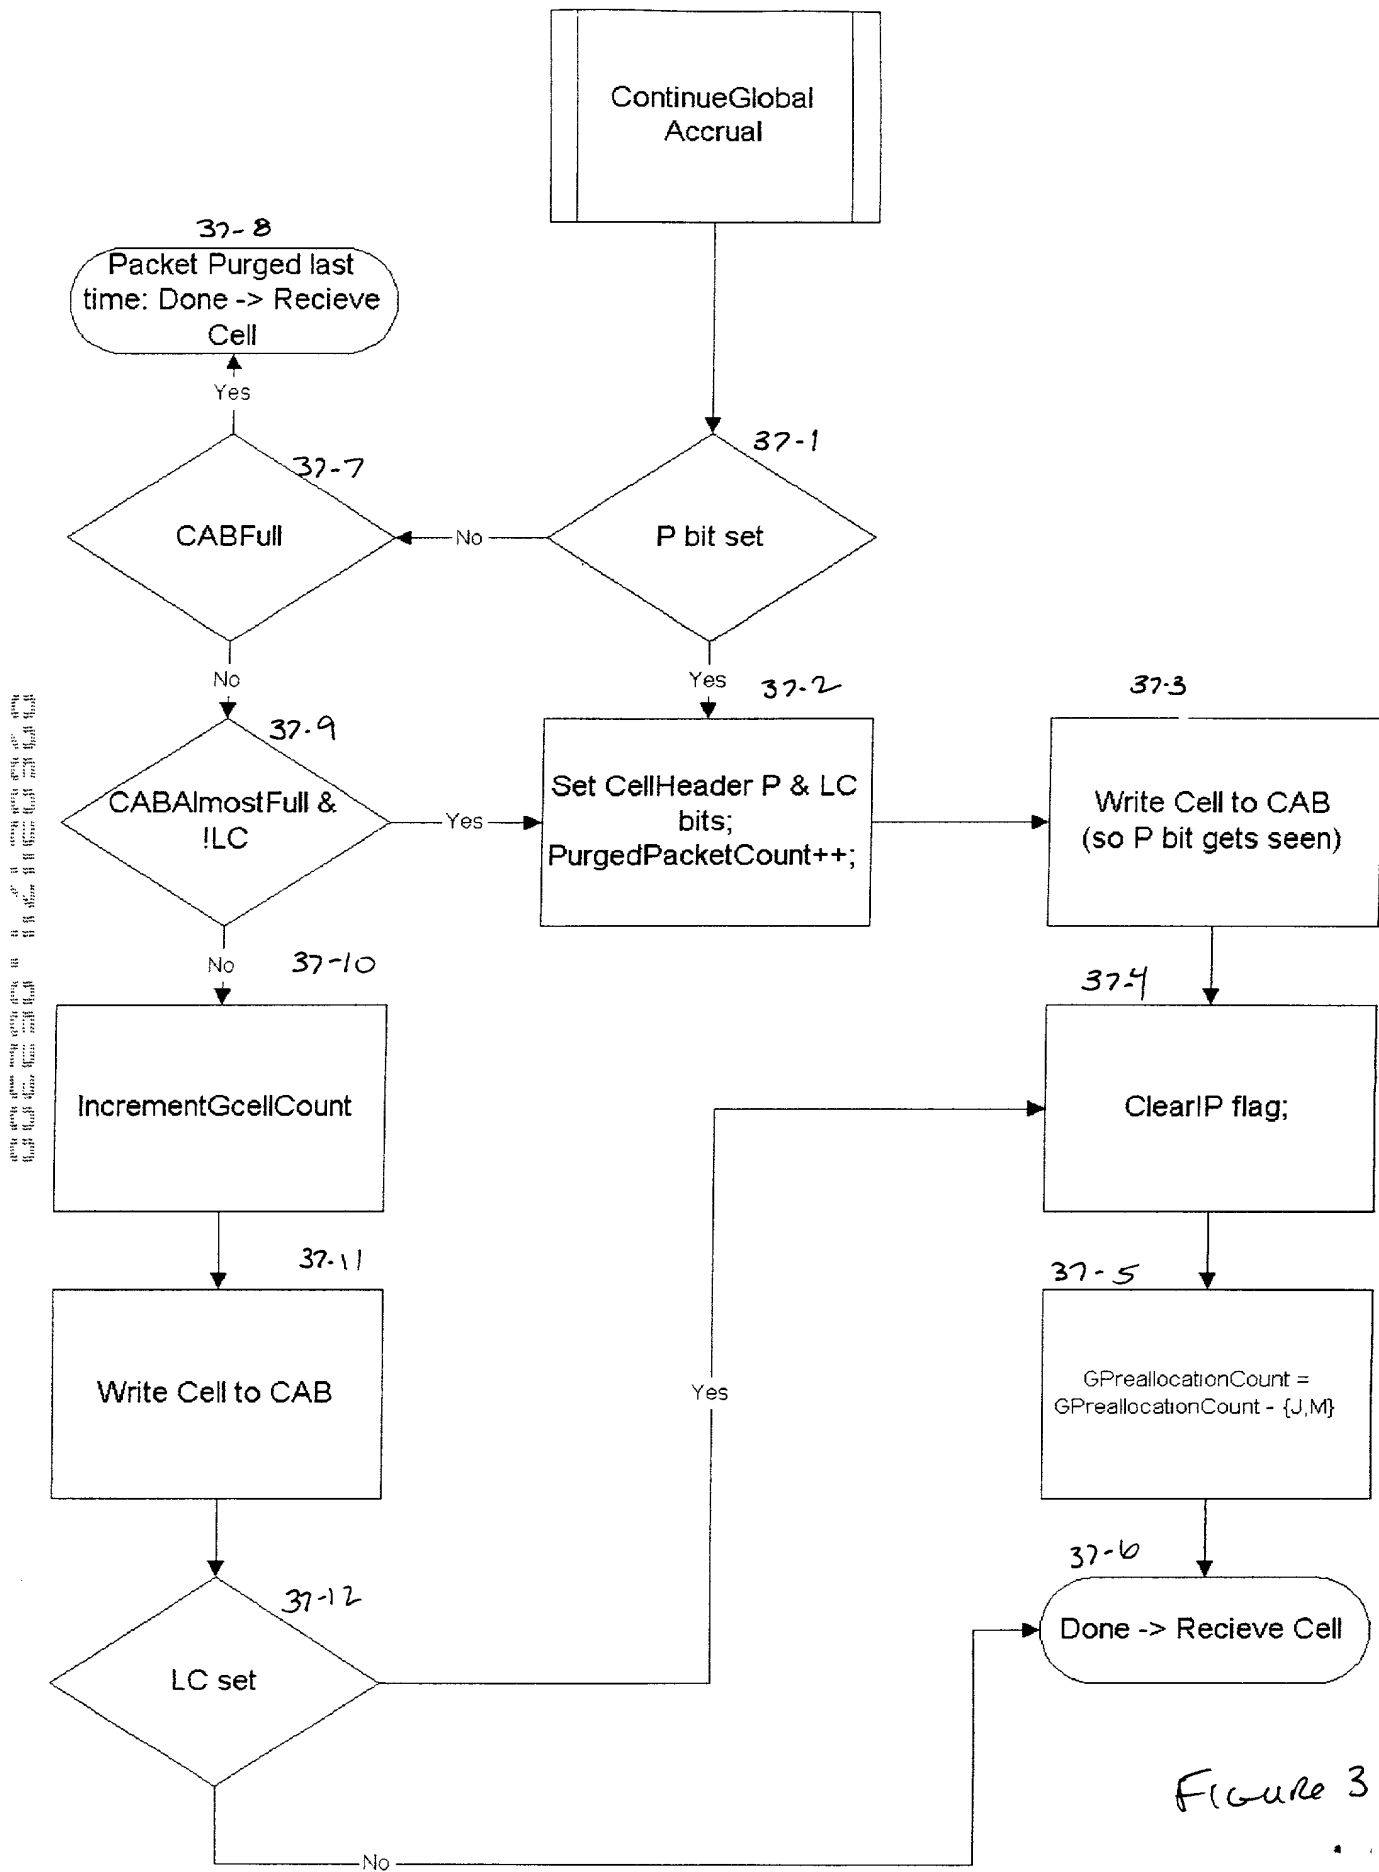 ContinueGlobal
Accrual
37-8
Packet Purged last
time: Done -> Recieve
Cell
Yes
37-7
CABFull
No
37-1
P bit set
No
Yes
37-9
CABAlmostFull &
!LC
Yes
37-2
Set CellHeader P & LC
bits;
PurgedPacketCount++;
37-3
Write Cell to CAB
(so P bit gets seen)
No
37-10
IncrementGcellCount
37-4
ClearIP flag;
37-11
Write Cell to CAB
Yes
37-5
GPreallocationCount =
GPreallocationCount - {J,M}
37-12
LC set
37-6
Done -> Recieve Cell
No
Figure 3